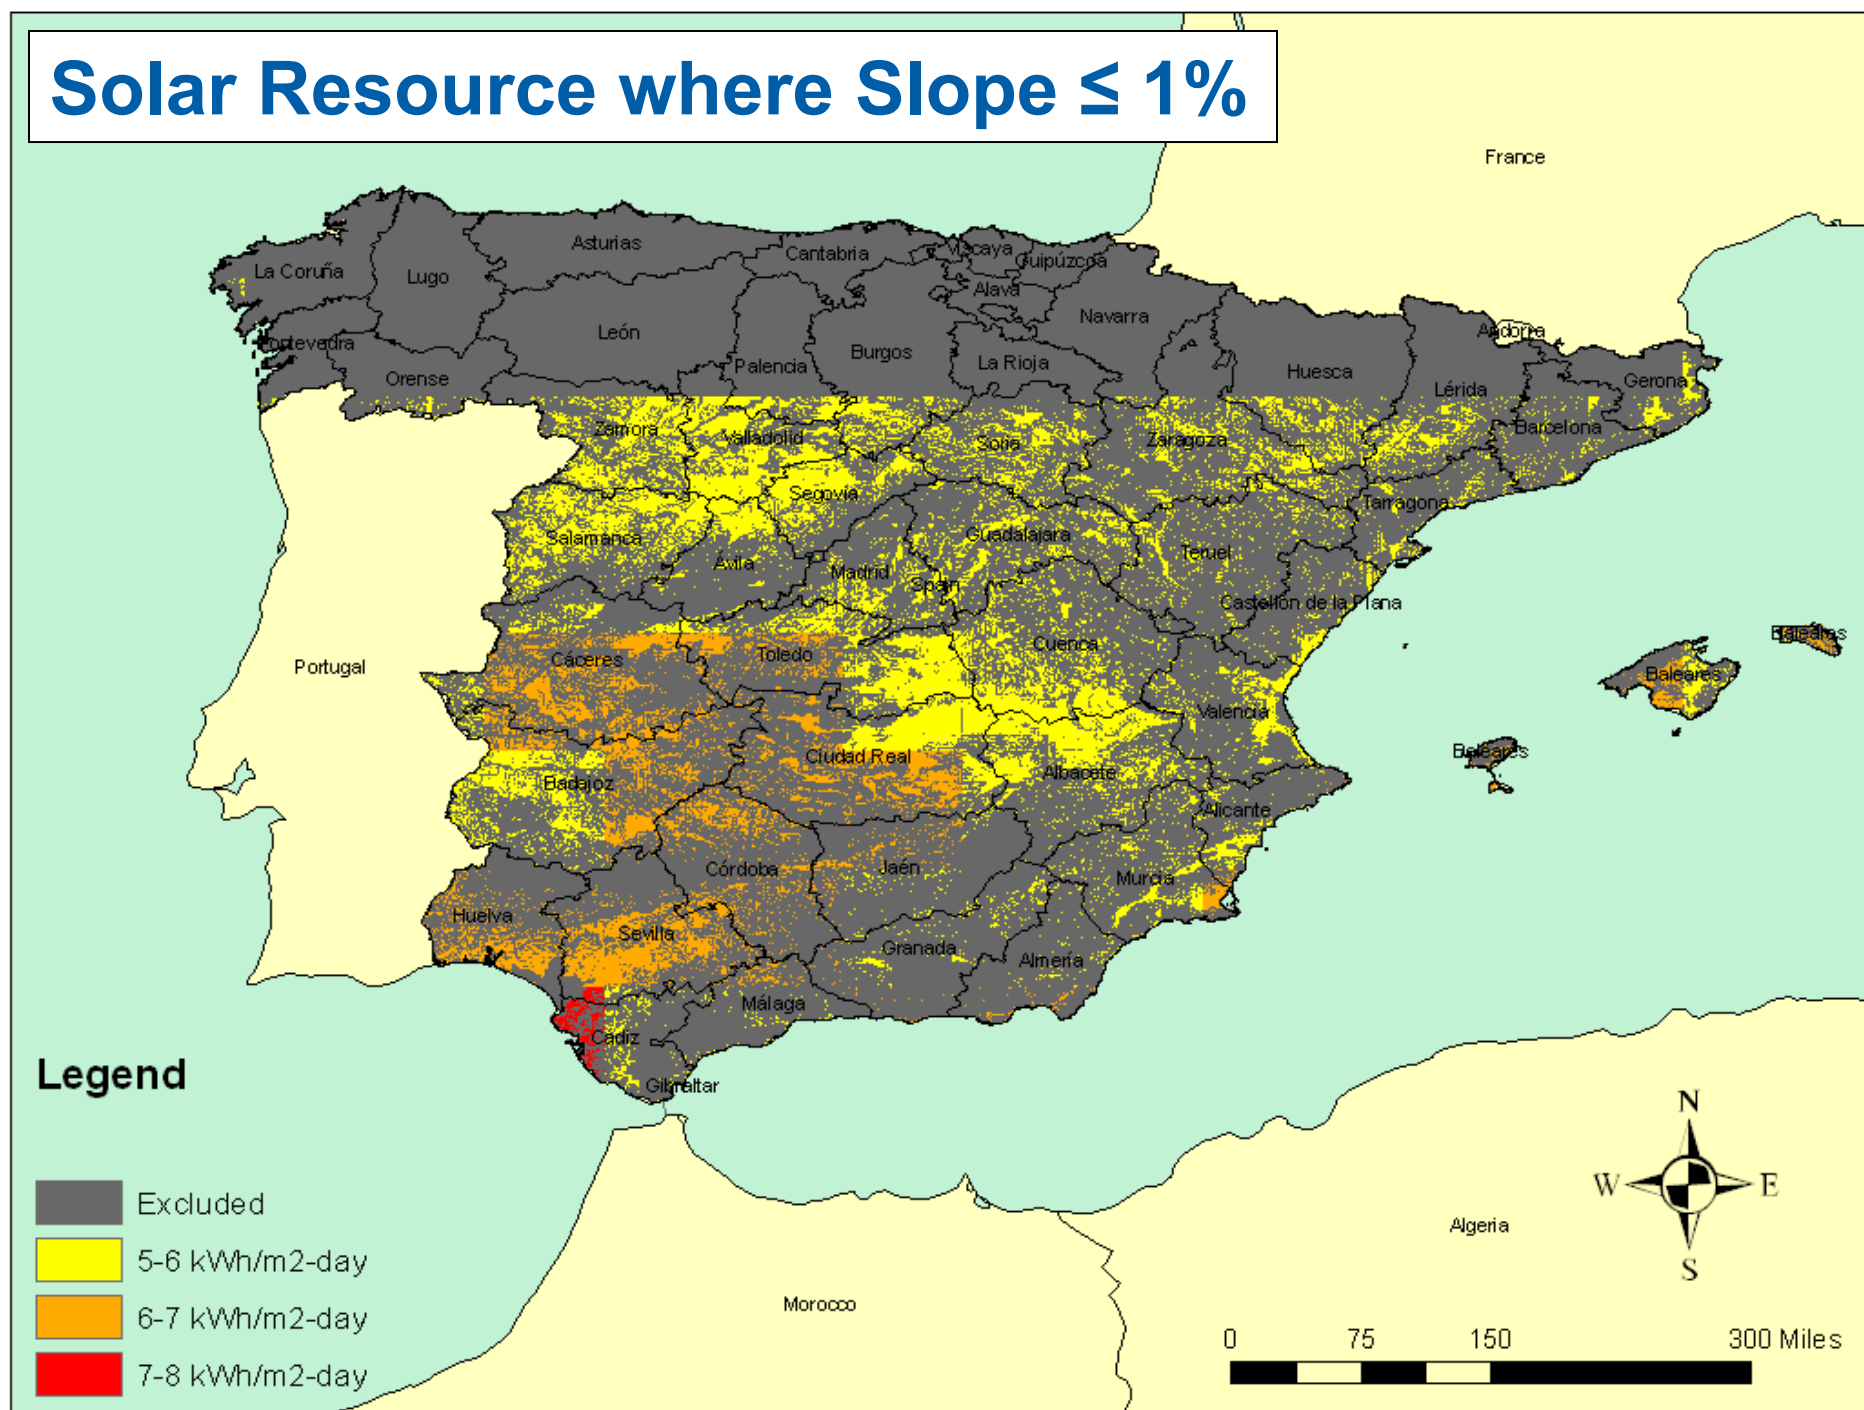 Solar Resource where Slope ≤ 1%
France
Asturias
Cantabria
Viscaya
Guipúzcoa
La Coruña
Lugo
Alava
Navarra
León
Burgos
La Rioja
Palencia
Pontevedra
Orense
Huesca
Andorra
Lérida
Gerona
Zamora
Valladolid
Soria
Zaragoza
Barcelona
Segovia
Tarragona
Salamanca
Guadalajara
Teruel
Ávila
Madrid
Spain
Castellón de la Plana
Cáceres
Toledo
Cuenca
Baleares
Portugal
Baleares
Valencia
Baleares
Ciudad Real
Badajoz
Albacete
Alicante
Córdoba
Jaén
Murcia
Huelva
Sevilla
Granada
Almería
Málaga
Cádiz
Gibraltar
Legend
Excluded
5-6 kWh/m2-day
6-7 kWh/m2-day
7-8 kWh/m2-day
Morocco
Algeria
N
W
E
S
0 75 150 300 Miles